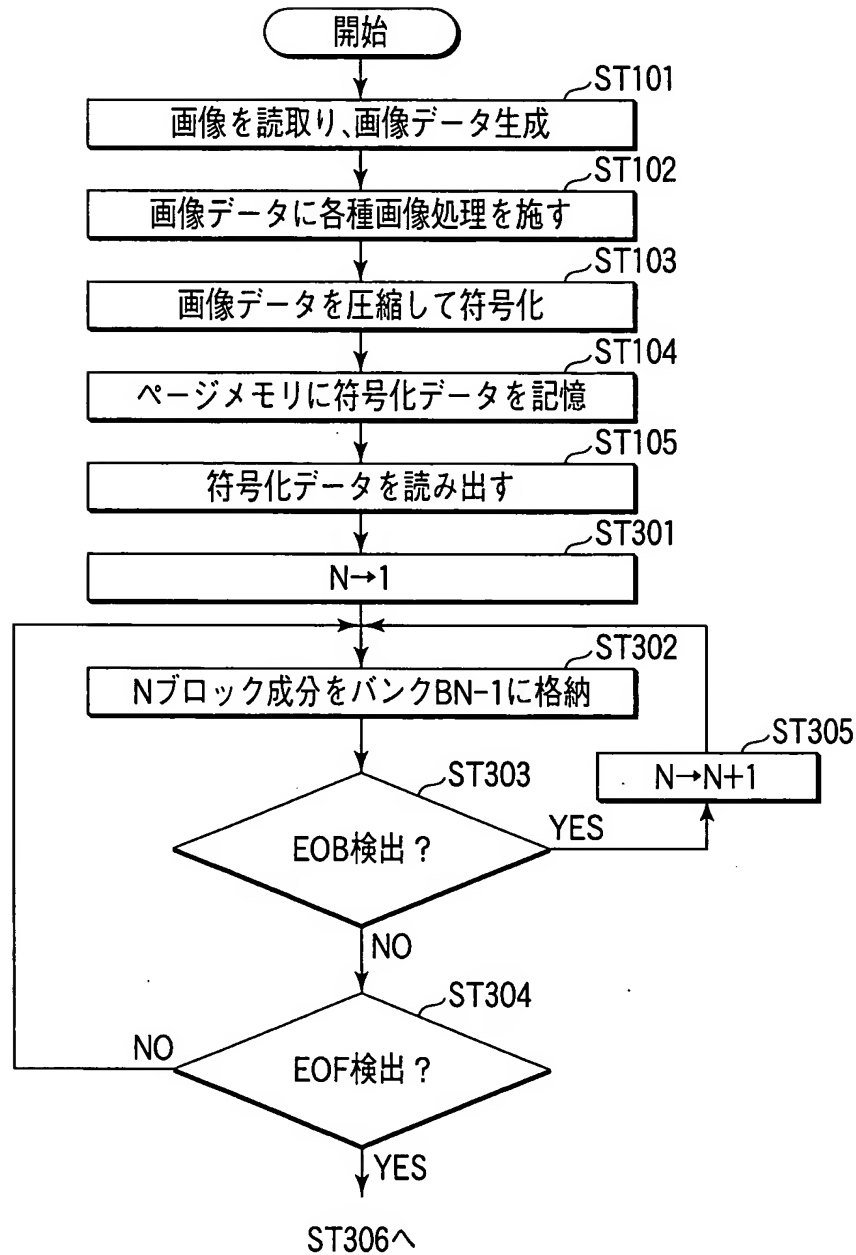 開始
ST101
画像を読取り、画像データ生成
ST102
画像データに各種画像処理を施す
ST103
画像データを圧縮して符号化
ST104
ページメモリに符号化データを記憶
ST105
符号化データを読み出す
ST301
N→1
ST302
Nブロック成分をバンクBN-1に格納
ST305
N→N+1
ST303
EOB検出?
YES
NO
ST304
EOF検出?
NO
YES
ST306へ